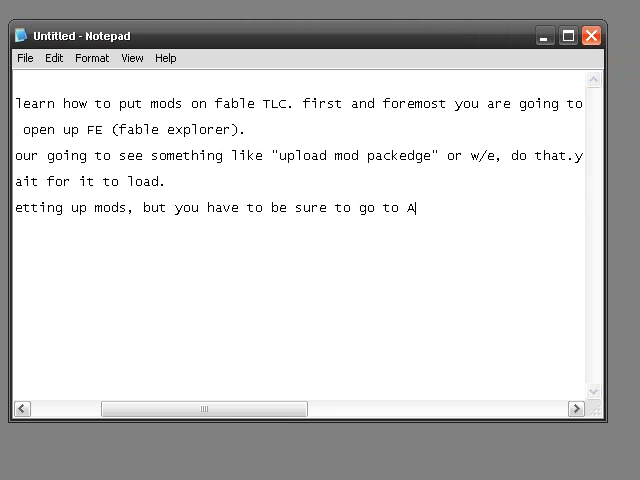 Untitled - Notepad
File Edit Format View Help
learn how to put mods on fable TLC. first and foremost you are going to
open up FE (fable explorer).
our going to see something like "upload mod packedge" or w/e, do that.y
ait for it to load.
etting up mods, but you have to be sure to go to A